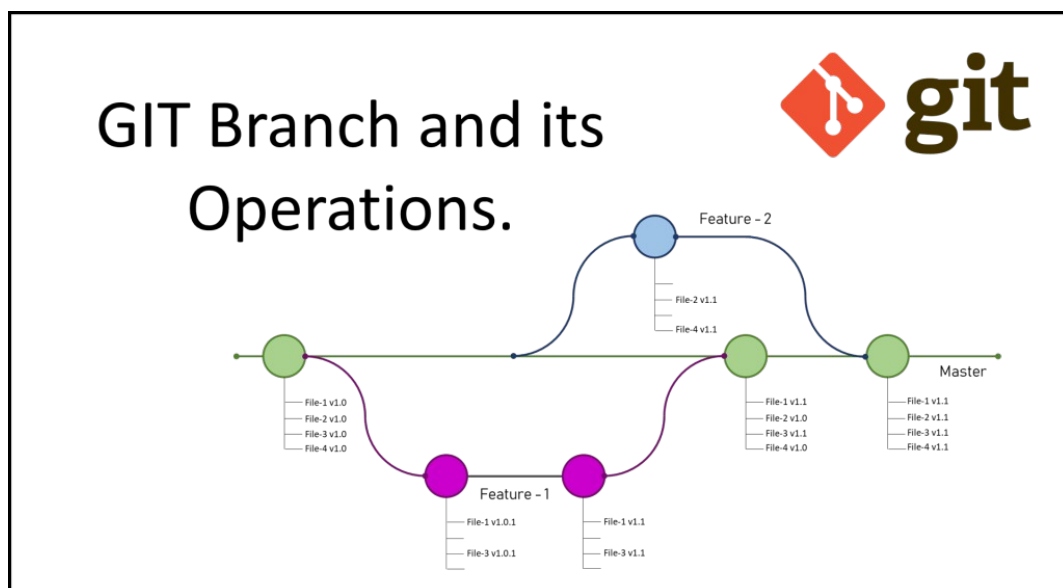 GIT Branch and its
Operations.
git
Feature - 2
File-2 v1.1
File-4 v1.1
Master
File-1 v1.0
File-2 v1.0
File-3 v1.0
File-4 v1.0
File-1 v1.1
File-2 v1.0
File-3 v1.1
File-4 v1.0
File-1 v1.1
File-2 v1.1
File-3 v1.1
File-4 v1.1
Feature - 1
File-1 v1.0.1
File-3 v1.0.1
File-1 v1.1
File-3 v1.1